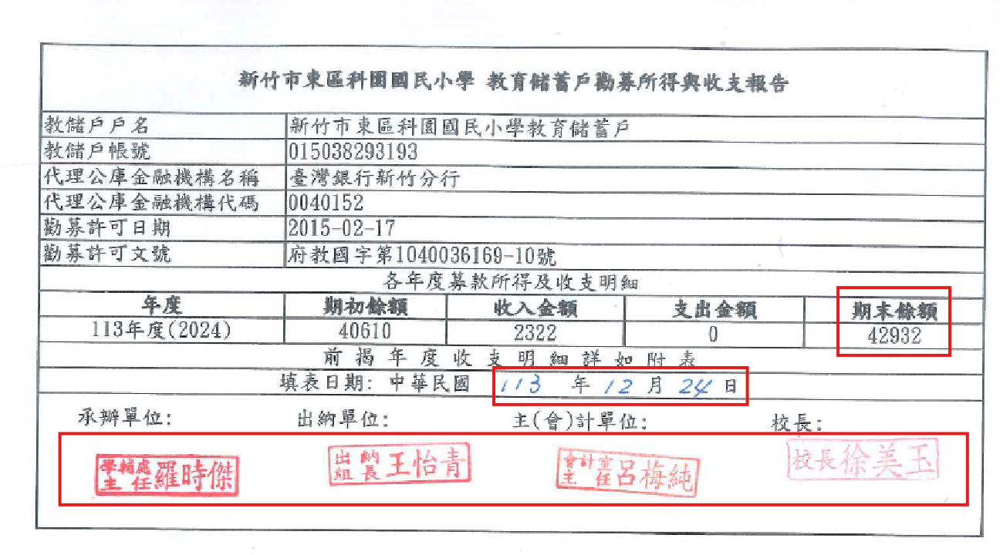 新竹市東區科園國民小學 教育儲蓄戶勸募所得與收支報告
教儲戶戶名 新竹市東區科園國民小學教育儲蓄戶
教儲戶帳號 015038293193
代理公庫金融機構名稱 臺灣銀行新竹分行
代理公庫金融機構代碼 0040152
勸募許可日期 2015-02-17
勸募許可文號 府教國字第1040036169-10號
各年度募款所得及收支明細
年度 期初餘額 收入金額 支出金額 期末餘額
113年度(2024) 40610 2322 0 42932
前揭年度收支明細詳如附表
填表日期: 中華民國 113 年 12 月 24 日
承辦單位: 出納單位: 主(會)計單位: 校長:
學輔處主任羅時傑 出納組長王怡青 會計室主任呂梅純 校長徐美玉